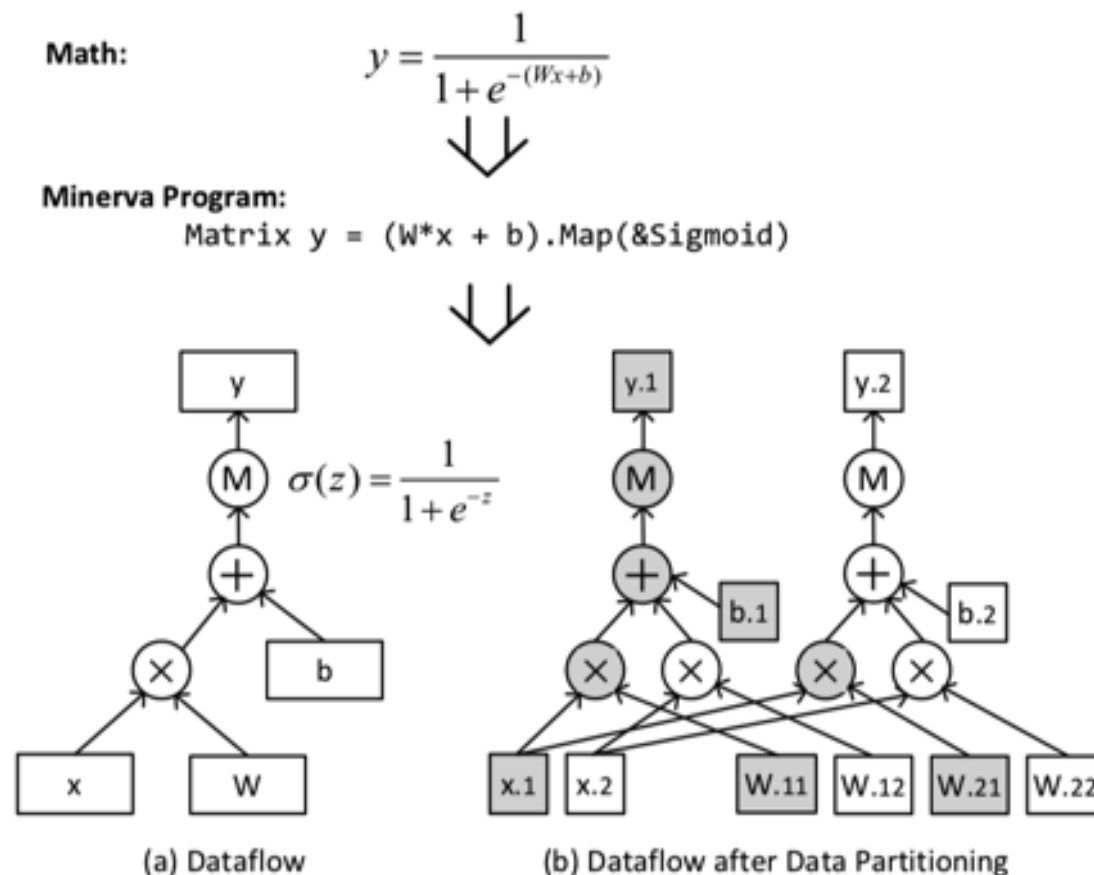 Math: y = 1 / (1 + e^{-(Wx+b)})
Minerva Program:
Matrix y = (W*x + b).Map(&Sigmoid)
y
M σ(z) = 1 / (1 + e^{-z})
+
× b
x W
(a) Dataflow
y.1 y.2
M M
+ +
b.1 b.2
× × × ×
x.1 x.2 W.11 W.12 W.21 W.22
(b) Dataflow after Data Partitioning